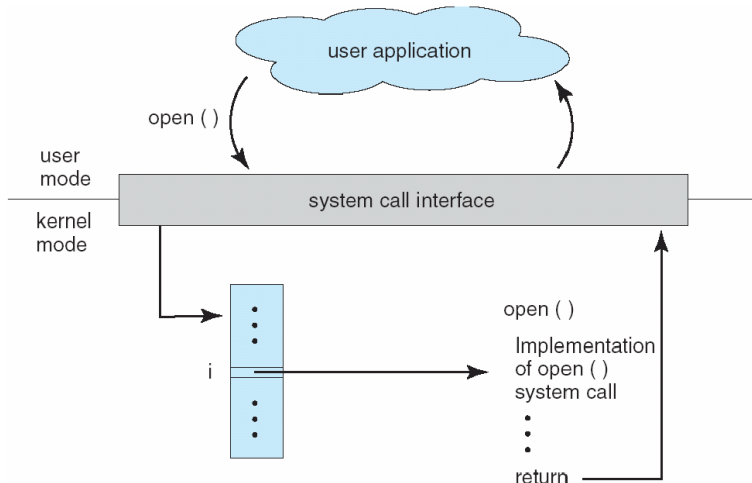 user application
open ( )
user
mode
system call interface
kernel
mode
open ( )
i
Implementation
of open ( )
system call
return